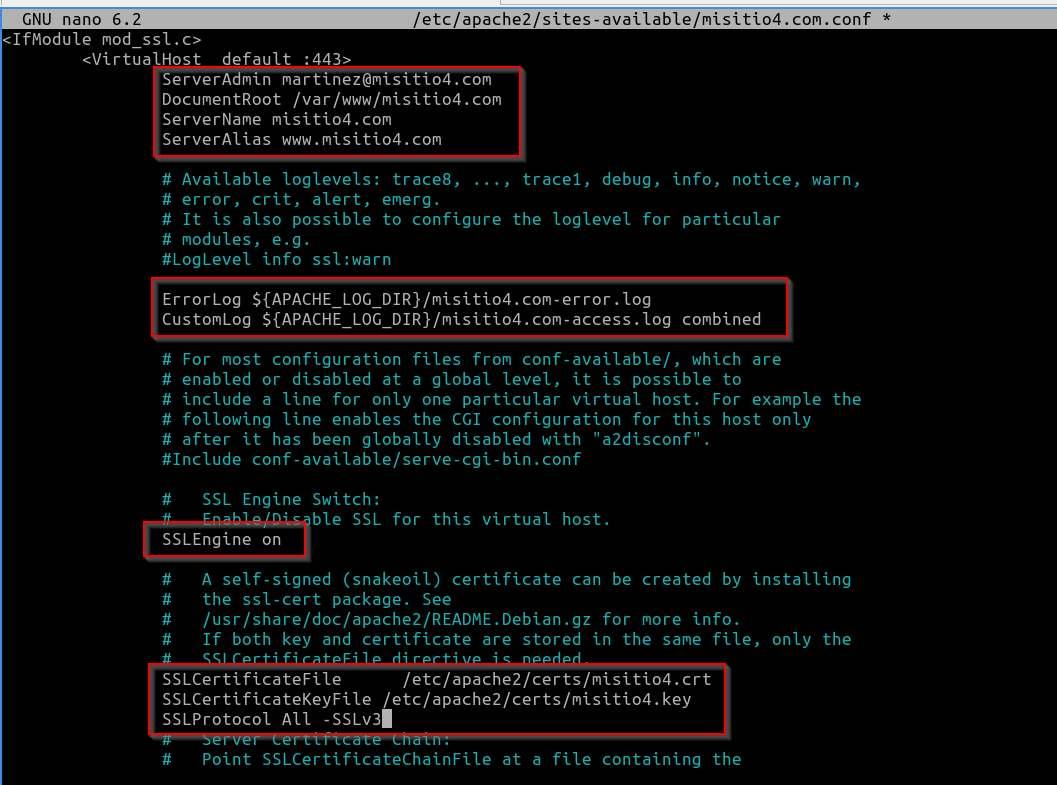 GNU nano 6.2 /etc/apache2/sites-available/misitio4.com.conf *
<IfModule mod_ssl.c>
<VirtualHost _default_:443>
ServerAdmin martinez@misitio4.com
DocumentRoot /var/www/misitio4.com
ServerName misitio4.com
ServerAlias www.misitio4.com
# Available loglevels: trace8, ..., trace1, debug, info, notice, warn,
# error, crit, alert, emerg.
# It is also possible to configure the loglevel for particular
# modules, e.g.
#LogLevel info ssl:warn
ErrorLog ${APACHE_LOG_DIR}/misitio4.com-error.log
CustomLog ${APACHE_LOG_DIR}/misitio4.com-access.log combined
# For most configuration files from conf-available/, which are
# enabled or disabled at a global level, it is possible to
# include a line for only one particular virtual host. For example the
# following line enables the CGI configuration for this host only
# after it has been globally disabled with "a2disconf".
#Include conf-available/serve-cgi-bin.conf
# SSL Engine Switch:
# Enable/Disable SSL for this virtual host.
SSLEngine on
# A self-signed (snakeoil) certificate can be created by installing
# the ssl-cert package. See
# /usr/share/doc/apache2/README.Debian.gz for more info.
# If both key and certificate are stored in the same file, only the
# SSLCertificateFile directive is needed.
SSLCertificateFile /etc/apache2/certs/misitio4.crt
SSLCertificateKeyFile /etc/apache2/certs/misitio4.key
SSLProtocol All -SSLv3
# Server Certificate Chain:
# Point SSLCertificateChainFile at a file containing the